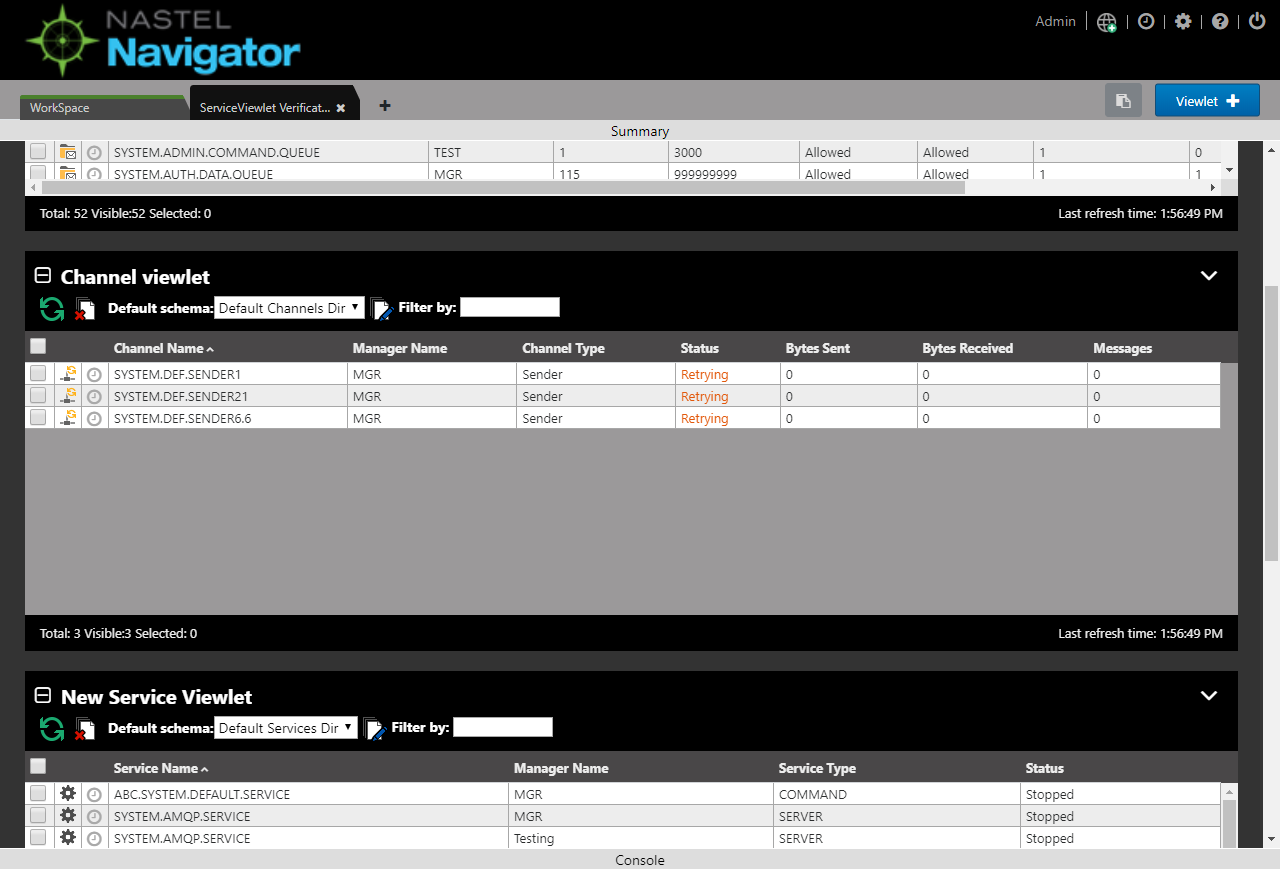 NASTEL
Navigator
Admin
WorkSpace
ServiceViewlet Verificat...
Viewlet
Summary
SYSTEM.ADMIN.COMMAND.QUEUE TEST 1 3000 Allowed Allowed 1 0
SYSTEM.AUTH.DATA.QUEUE MGR 115 999999999 Allowed Allowed 1 1
Total: 52 Visible:52 Selected: 0 Last refresh time: 1:56:49 PM
Channel viewlet
Default schema: Default Channels Dir Filter by:
Channel Name Manager Name Channel Type Status Bytes Sent Bytes Received Messages
SYSTEM.DEF.SENDER1 MGR Sender Retrying 0 0 0
SYSTEM.DEF.SENDER21 MGR Sender Retrying 0 0 0
SYSTEM.DEF.SENDER6.6 MGR Sender Retrying 0 0 0
Total: 3 Visible:3 Selected: 0 Last refresh time: 1:56:49 PM
New Service Viewlet
Default schema: Default Services Dir Filter by:
Service Name Manager Name Service Type Status
ABC.SYSTEM.DEFAULT.SERVICE MGR COMMAND Stopped
SYSTEM.AMQP.SERVICE MGR SERVER Stopped
SYSTEM.AMQP.SERVICE Testing SERVER Stopped
Console